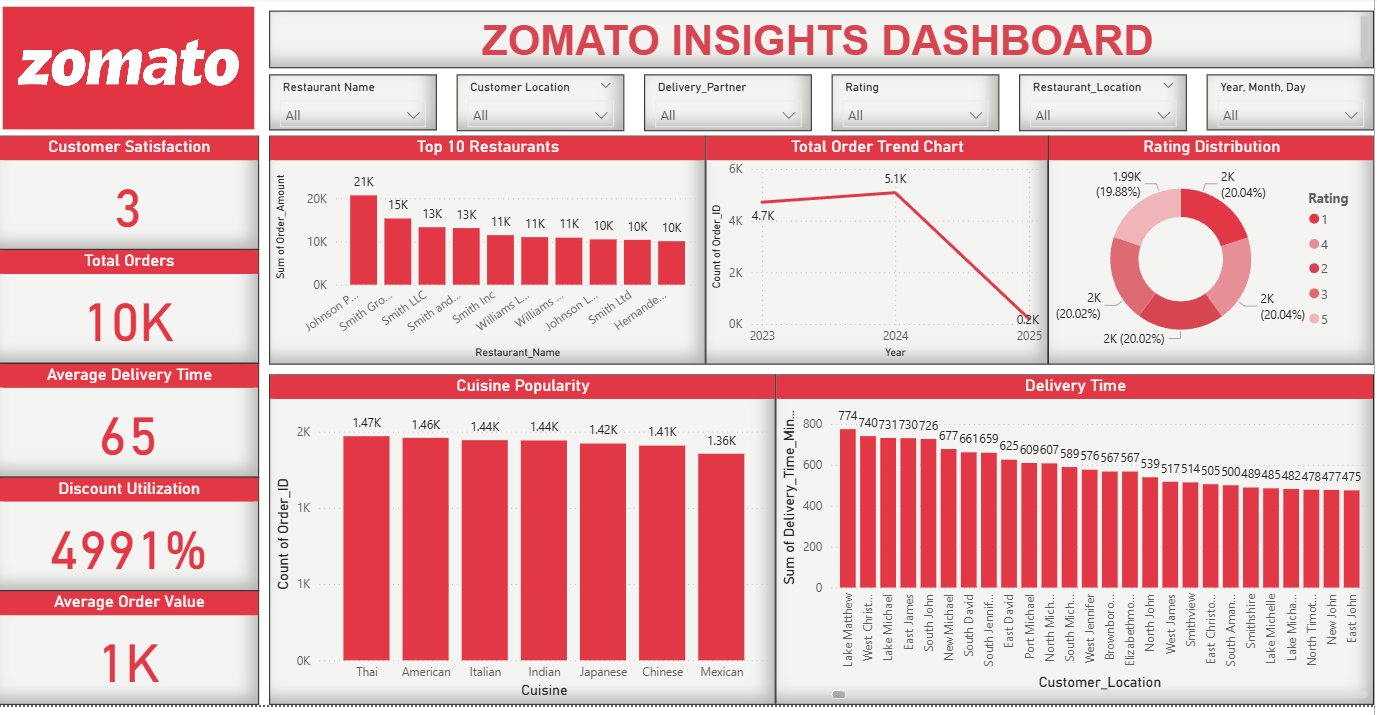 zomato
ZOMATO INSIGHTS DASHBOARD
Restaurant Name
All
Customer Location
All
Delivery_Partner
All
Rating
All
Restaurant_Location
All
Year, Month, Day
All
Customer Satisfaction
3
Total Orders
10K
Average Delivery Time
65
Discount Utilization
4991%
Average Order Value
1K
Top 10 Restaurants
Sum of Order_Amount
20K
10K
0K
21K
15K
13K
13K
11K
11K
11K
10K
10K
10K
Johnson P...
Smith Gro...
Smith LLC
Smith and...
Smith Inc
Williams L...
Williams ...
Johnson L...
Smith Ltd
Hernande...
Restaurant_Name
Total Order Trend Chart
Count of Order_ID
6K
4K
2K
0K
4.7K
5.1K
0.2K
2023
2024
2025
Year
Rating Distribution
1.99K
(19.88%)
2K
(20.04%)
2K
(20.02%)
2K
(20.04%)
2K (20.02%)
Rating
1
4
2
3
5
Cuisine Popularity
Count of Order_ID
2K
1K
1K
0K
1.47K
1.46K
1.44K
1.44K
1.42K
1.41K
1.36K
Thai
American
Italian
Indian
Japanese
Chinese
Mexican
Cuisine
Delivery Time
Sum of Delivery_Time_Min...
800
600
400
200
0
774
740
731
730
726
677
661
659
625
609
607
589
576
567
567
539
517
514
505
500
489
485
482
478
477
475
Lake Matthew
West Christ...
Lake Michael
East James
South John
New Michael
South David
South Jennif...
East David
Port Michael
North Mich...
South Mich...
West Jennifer
Brownboro...
Elizabethmo...
North John
West James
Smithview
East Christo...
South Aman...
Smithshire
Lake Michelle
Lake Micha...
North Timot...
New John
East John
Customer_Location